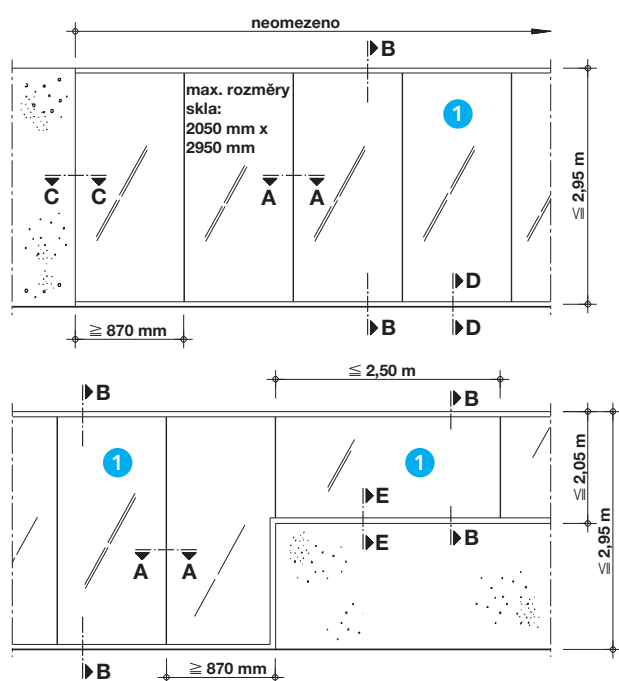 neomezeno
B
max. rozměry
skla:
2050 mm x
2950 mm
1
C C
A A
≦ 2,95 m
D
B
D
≧ 870 mm
≦ 2,50 m
B
B
1
1
≦ 2,05 m
≦ 2,95 m
E
E
B
A A
B
≧ 870 mm